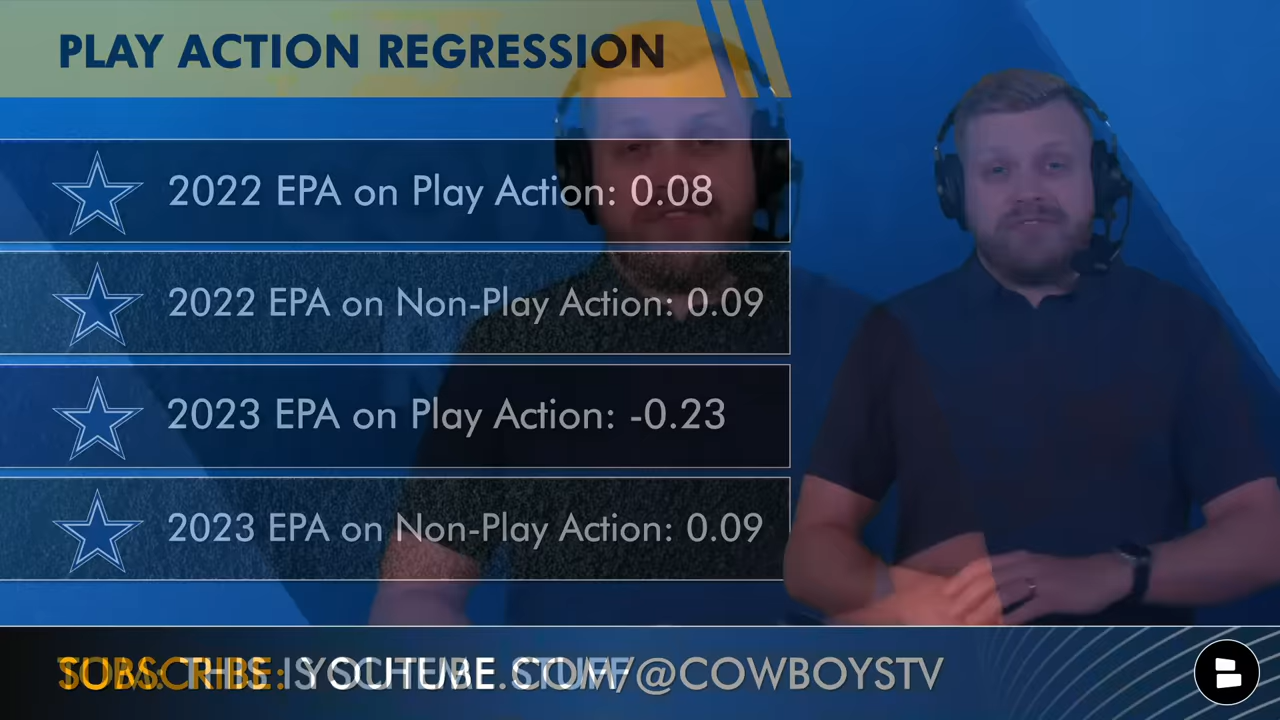 PLAY ACTION REGRESSION
2022 EPA on Play Action: 0.08
2022 EPA on Non-Play Action: 0.09
2023 EPA on Play Action: -0.23
2023 EPA on Non-Play Action: 0.09
/@COWBOYSTV